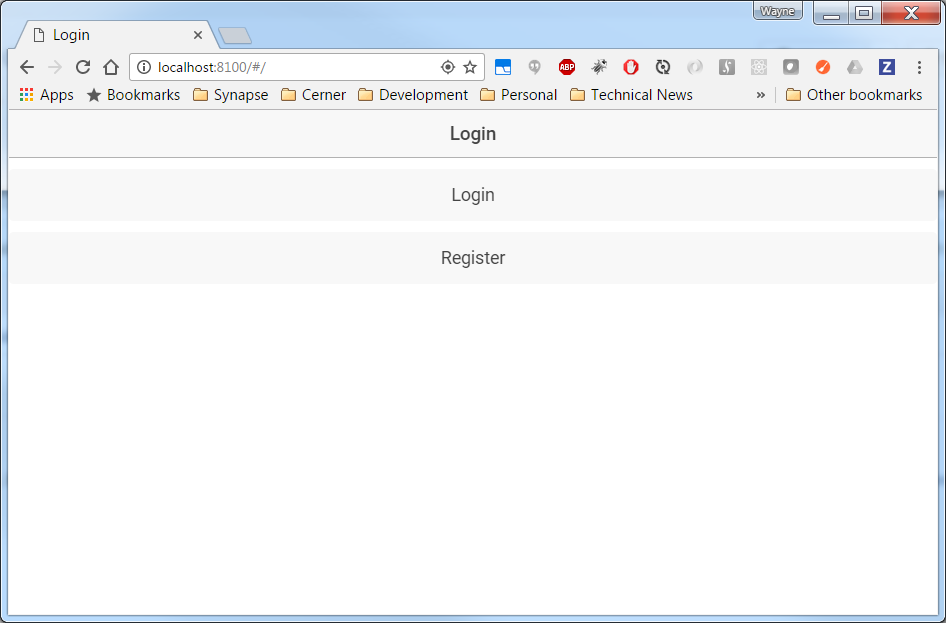 Wayne
Login
localhost:8100/#/
ABP
Z
Apps Bookmarks Synapse Cerner Development Personal Technical News » Other bookmarks
Login
Login
Register